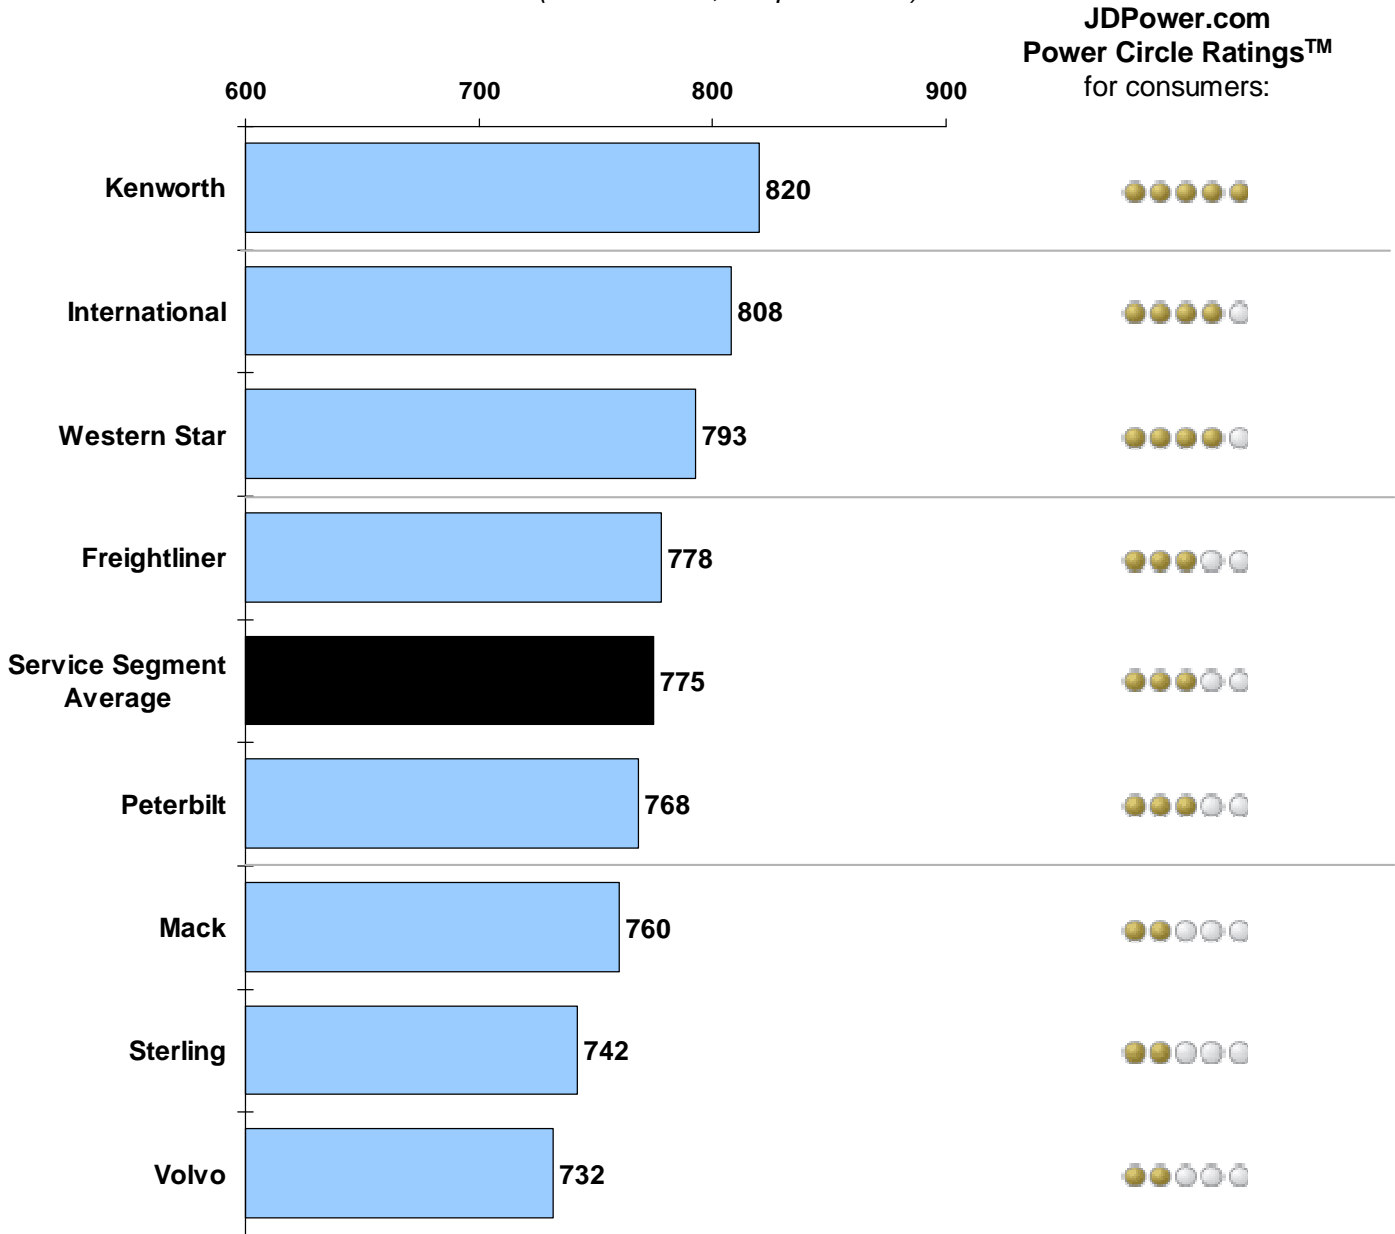 JDPower.com
Power Circle Ratings™
for consumers:
600 700 800 900
Kenworth 820
International 808
Western Star 793
Freightliner 778
Service Segment
Average 775
Peterbilt 768
Mack 760
Sterling 742
Volvo 732